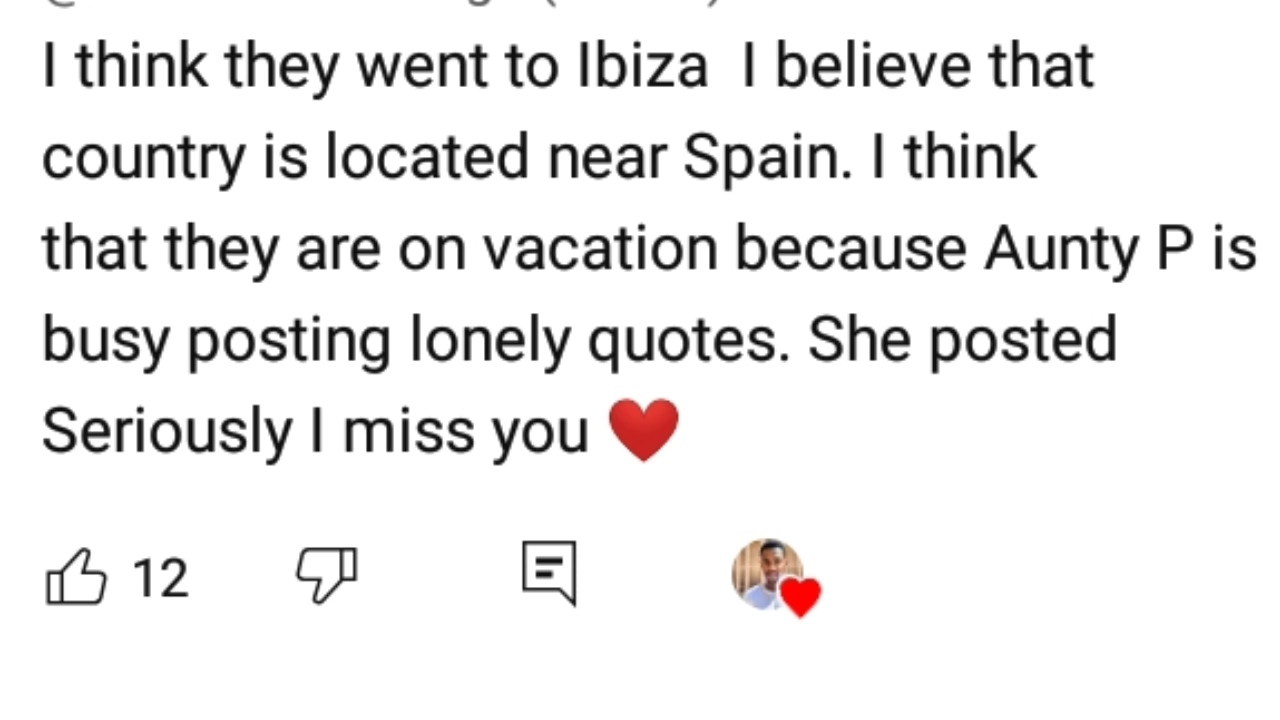 I think they went to Ibiza  I believe that
country is located near Spain. I think
that they are on vacation because Aunty P is
busy posting lonely quotes. She posted
Seriously I miss you ❤️
12